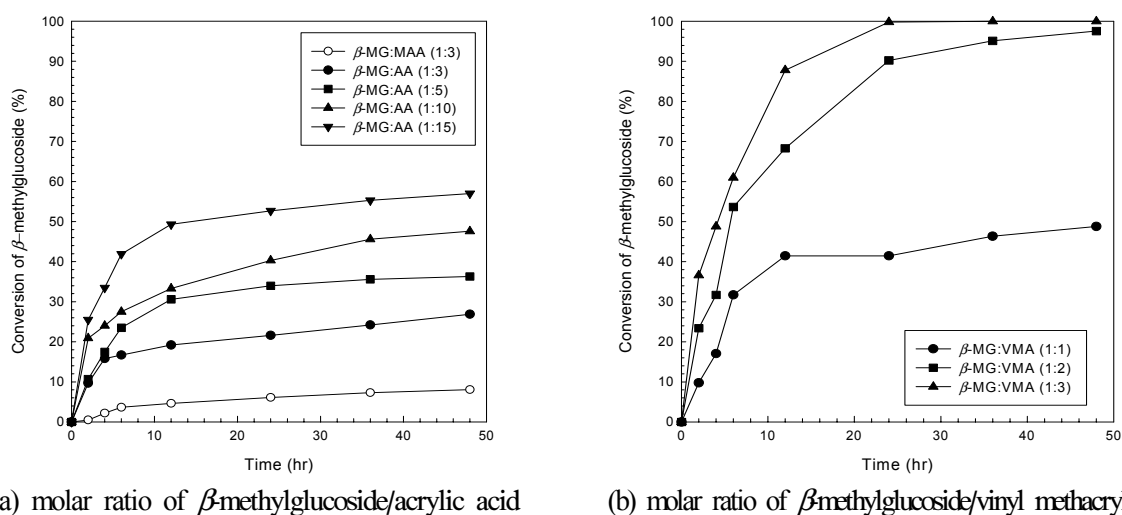 Conversion of β-methylglucoside (%)
100
90
80
70
60
50
40
30
20
10
0
β-MG:MAA (1:3)
β-MG:AA (1:3)
β-MG:AA (1:5)
β-MG:AA (1:10)
β-MG:AA (1:15)
0 10 20 30 40 50
Time (hr)
a) molar ratio of β-methylglucoside/acrylic acid
Conversion of β-methylglucoside (%)
100
90
80
70
60
50
40
30
20
10
0
β-MG:VMA (1:1)
β-MG:VMA (1:2)
β-MG:VMA (1:3)
0 10 20 30 40 50
Time (hr)
(b) molar ratio of β-methylglucoside/vinyl methacryl